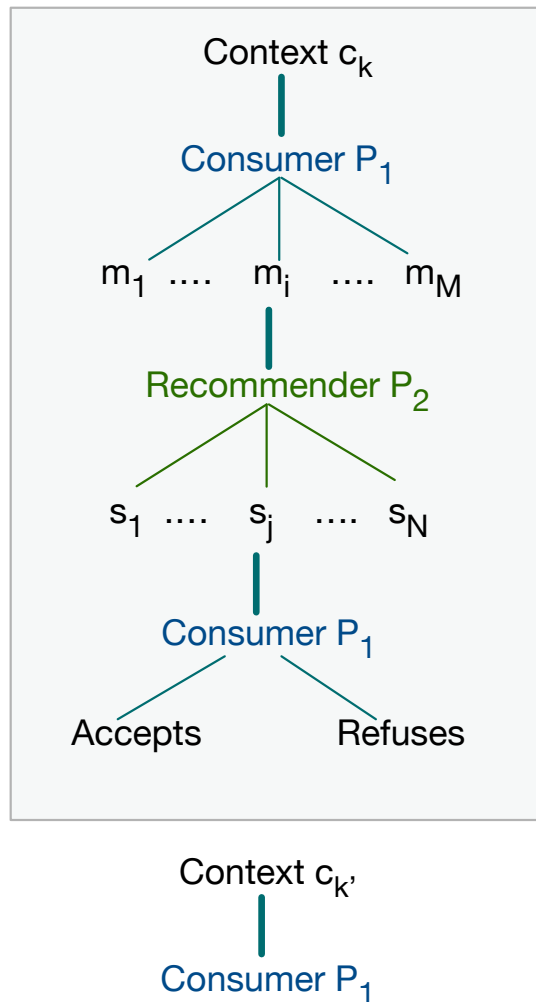 Context c_k
Consumer P_1
m_1 .... m_i .... m_M
Recommender P_2
s_1 .... s_j .... s_N
Consumer P_1
Accepts Refuses
Context c_k'
Consumer P_1